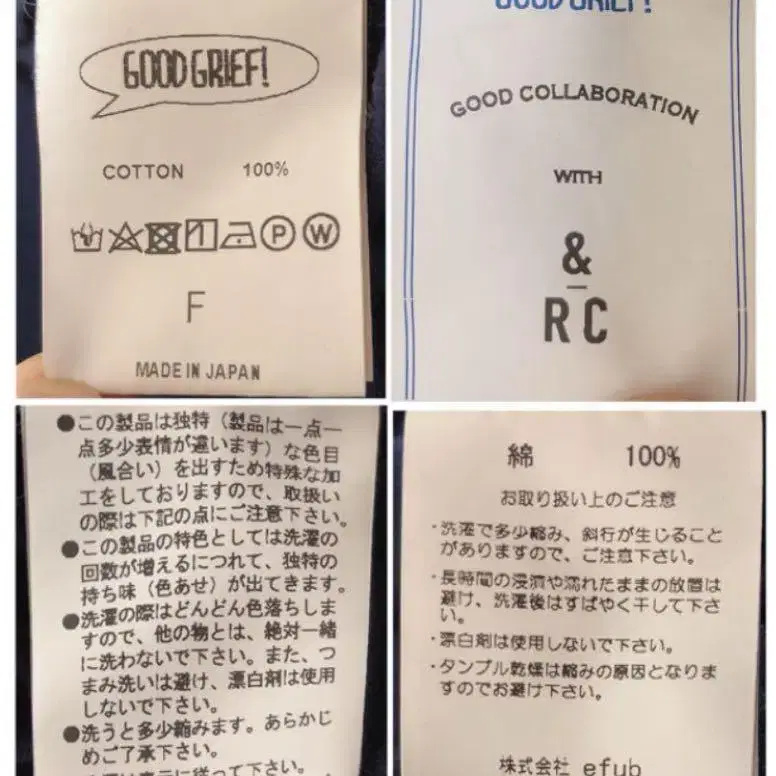 GOOD GRIEF!
COTTON 100%
P W
F
MADE IN JAPAN
GOOD GRIEF!
GOOD COLLABORATION
WITH
&
RC
●この製品は独特（製品は一点一
点多少表情が違います）な色目
（風合い）を出すため特殊な加
工をしておりますので、取扱い
の際は下記の点にご注意下さい。
●この製品の特色としては洗濯の
回数が増えるにつれて、独特の
持ち味（色あせ）が出てきます。
●洗濯の際はどんどん色落ちしま
すので、他の物とは、絶対一緒
に洗わないで下さい。また、つ
まみ洗いは避け、漂白剤は使用
しないで下さい。
●洗うと多少縮みます。あらかじ
めご了承下さい。
に従って下さい。
綿 100%
お取り扱い上のご注意
・洗濯で多少縮み、斜行が生じること
がありますので、ご注意下さい。
・長時間の浸漬や濡れたままの放置は
避け、洗濯後はすばやく干して下さ
い。
・漂白剤は使用しないで下さい。
・タンブル乾燥は縮みの原因となりま
すのでお避け下さい。
株式会社 efub